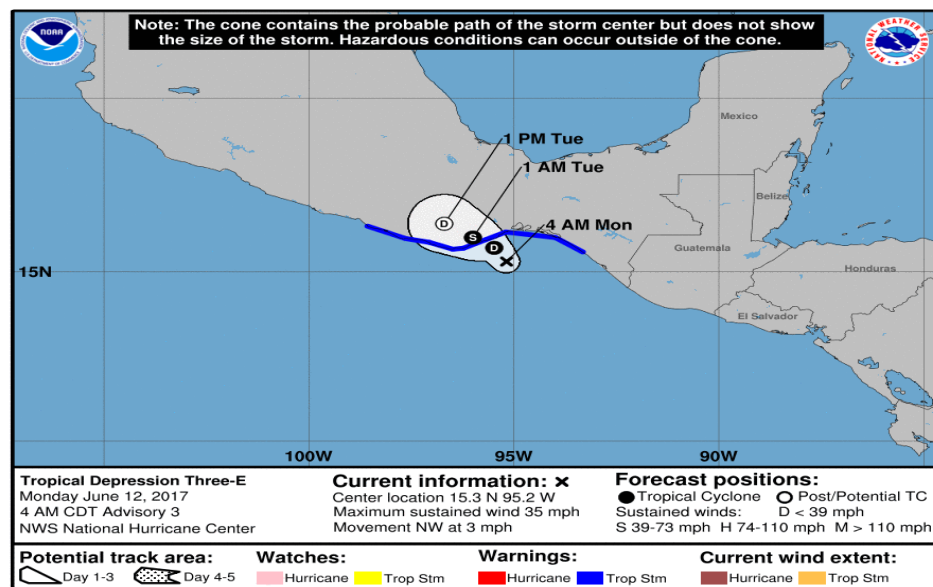 Note: The cone contains the probable path of the storm center but does not show
the size of the storm. Hazardous conditions can occur outside of the cone.
NOAA
NATIONAL WEATHER SERVICE
Mexico
1 PM Tue
1 AM Tue
Belize
4 AM Mon
D
S
D
Guatemala
15N
Honduras
El Salvador
100W
95W
90W
Tropical Depression Three-E
Monday June 12, 2017
4 AM CDT Advisory 3
NWS National Hurricane Center
Current information: ×
Center location 15.3 N 95.2 W
Maximum sustained wind 35 mph
Movement NW at 3 mph
Forecast positions:
Tropical Cyclone Post/Potential TC
Sustained winds: D < 39 mph
S 39-73 mph H 74-110 mph M > 110 mph
Potential track area:
Day 1-3 Day 4-5
Watches:
Hurricane Trop Stm
Warnings:
Hurricane Trop Stm
Current wind extent:
Hurricane Trop Stm